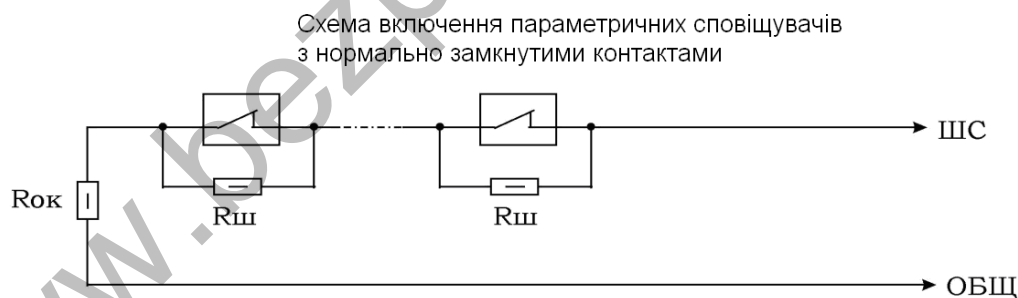 Схема включення параметричних сповіщувачів
з нормально замкнутими контактами
ШС
Rок
Rш
Rш
ОБЩ